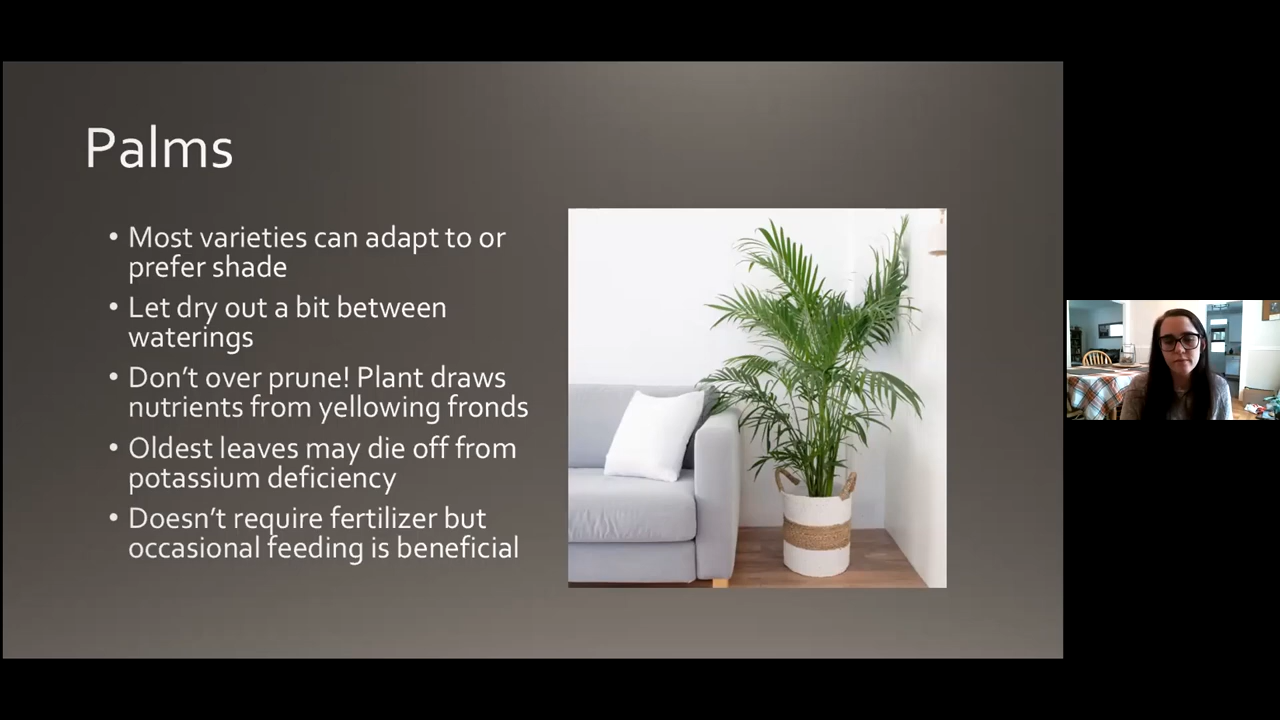 Palms
• Most varieties can adapt to or
prefer shade
• Let dry out a bit between
waterings
• Don’t over prune! Plant draws
nutrients from yellowing fronds
• Oldest leaves may die off from
potassium deficiency
• Doesn’t require fertilizer but
occasional feeding is beneficial